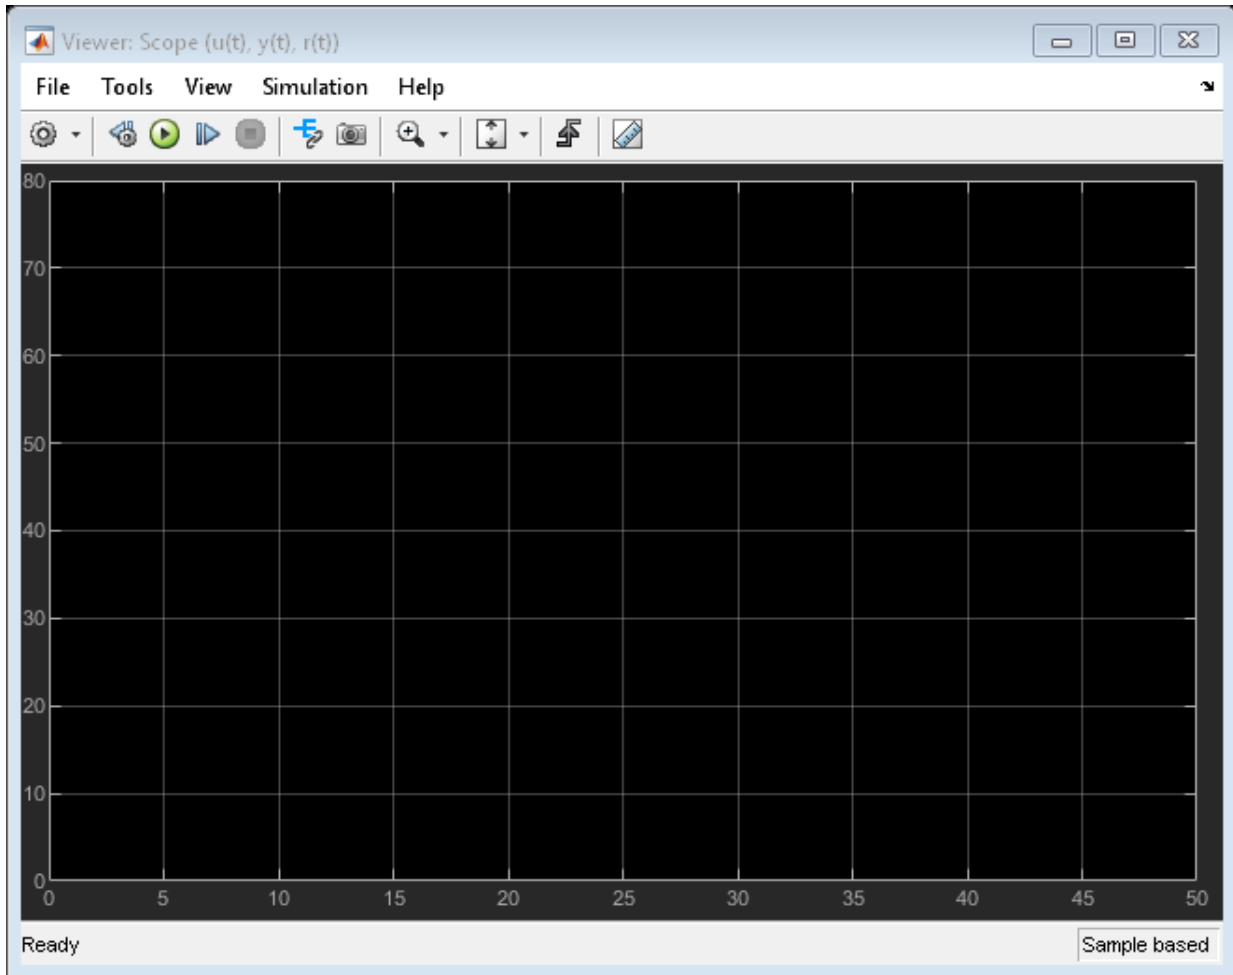 Viewer: Scope (u(t), y(t), r(t))
File Tools View Simulation Help
80
70
60
50
40
30
20
10
0
0 5 10 15 20 25 30 35 40 45 50
Ready Sample based